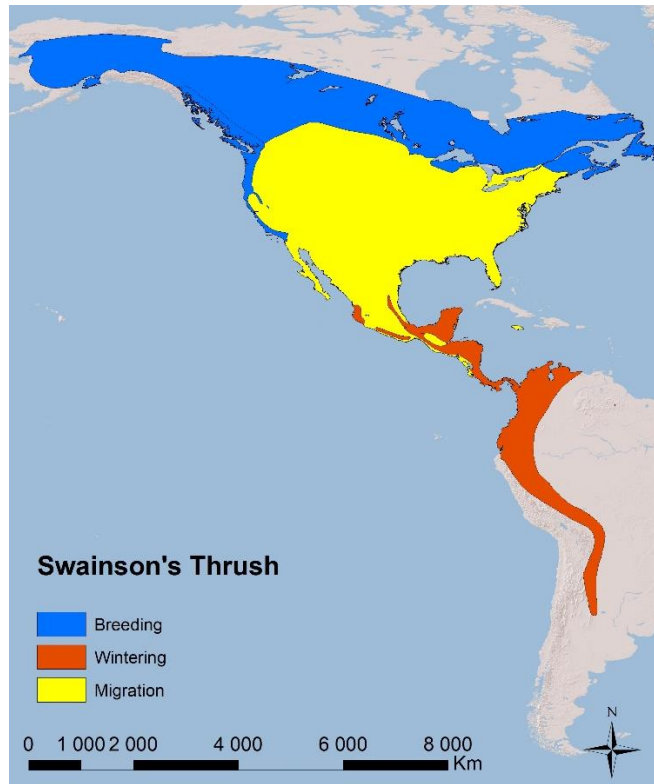 Swainson's Thrush
Breeding
Wintering
Migration
N
0 1 000 2 000 4 000 6 000 8 000
Km